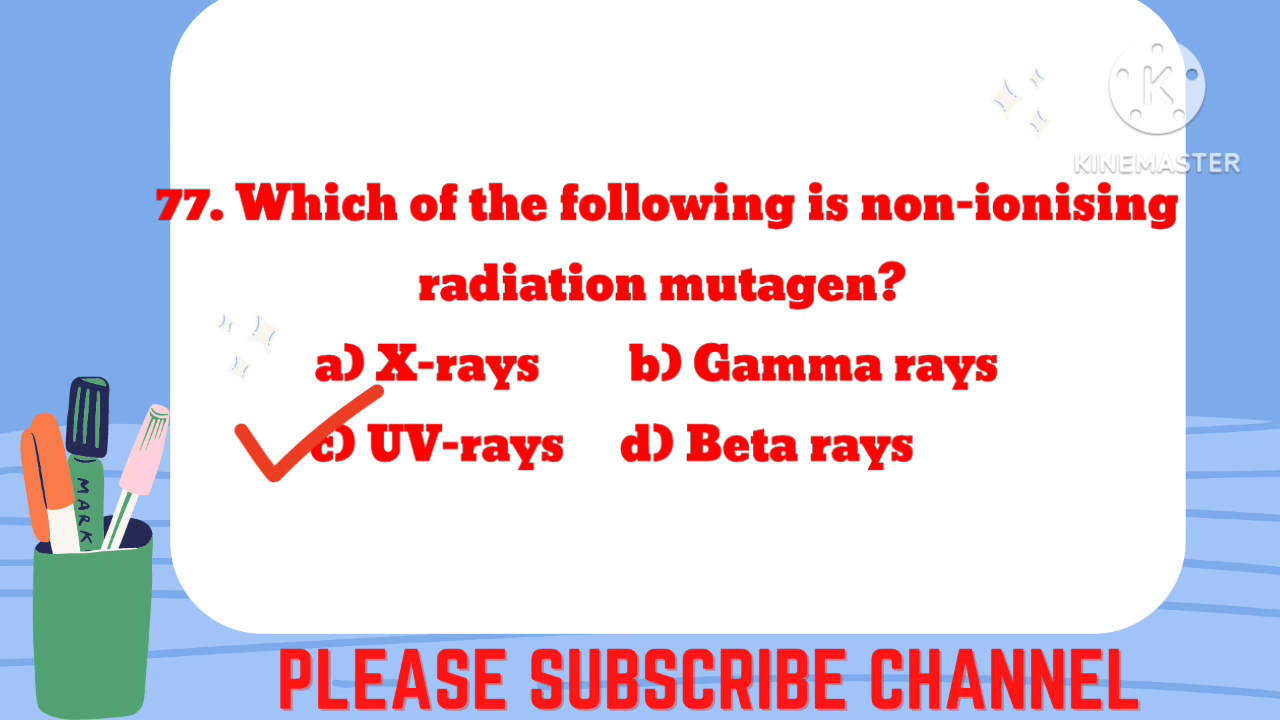 KINEMASTER
77. Which of the following is non-ionising
radiation mutagen?
a) X-rays b) Gamma rays
c) UV-rays d) Beta rays
MARK
PLEASE SUBSCRIBE CHANNEL